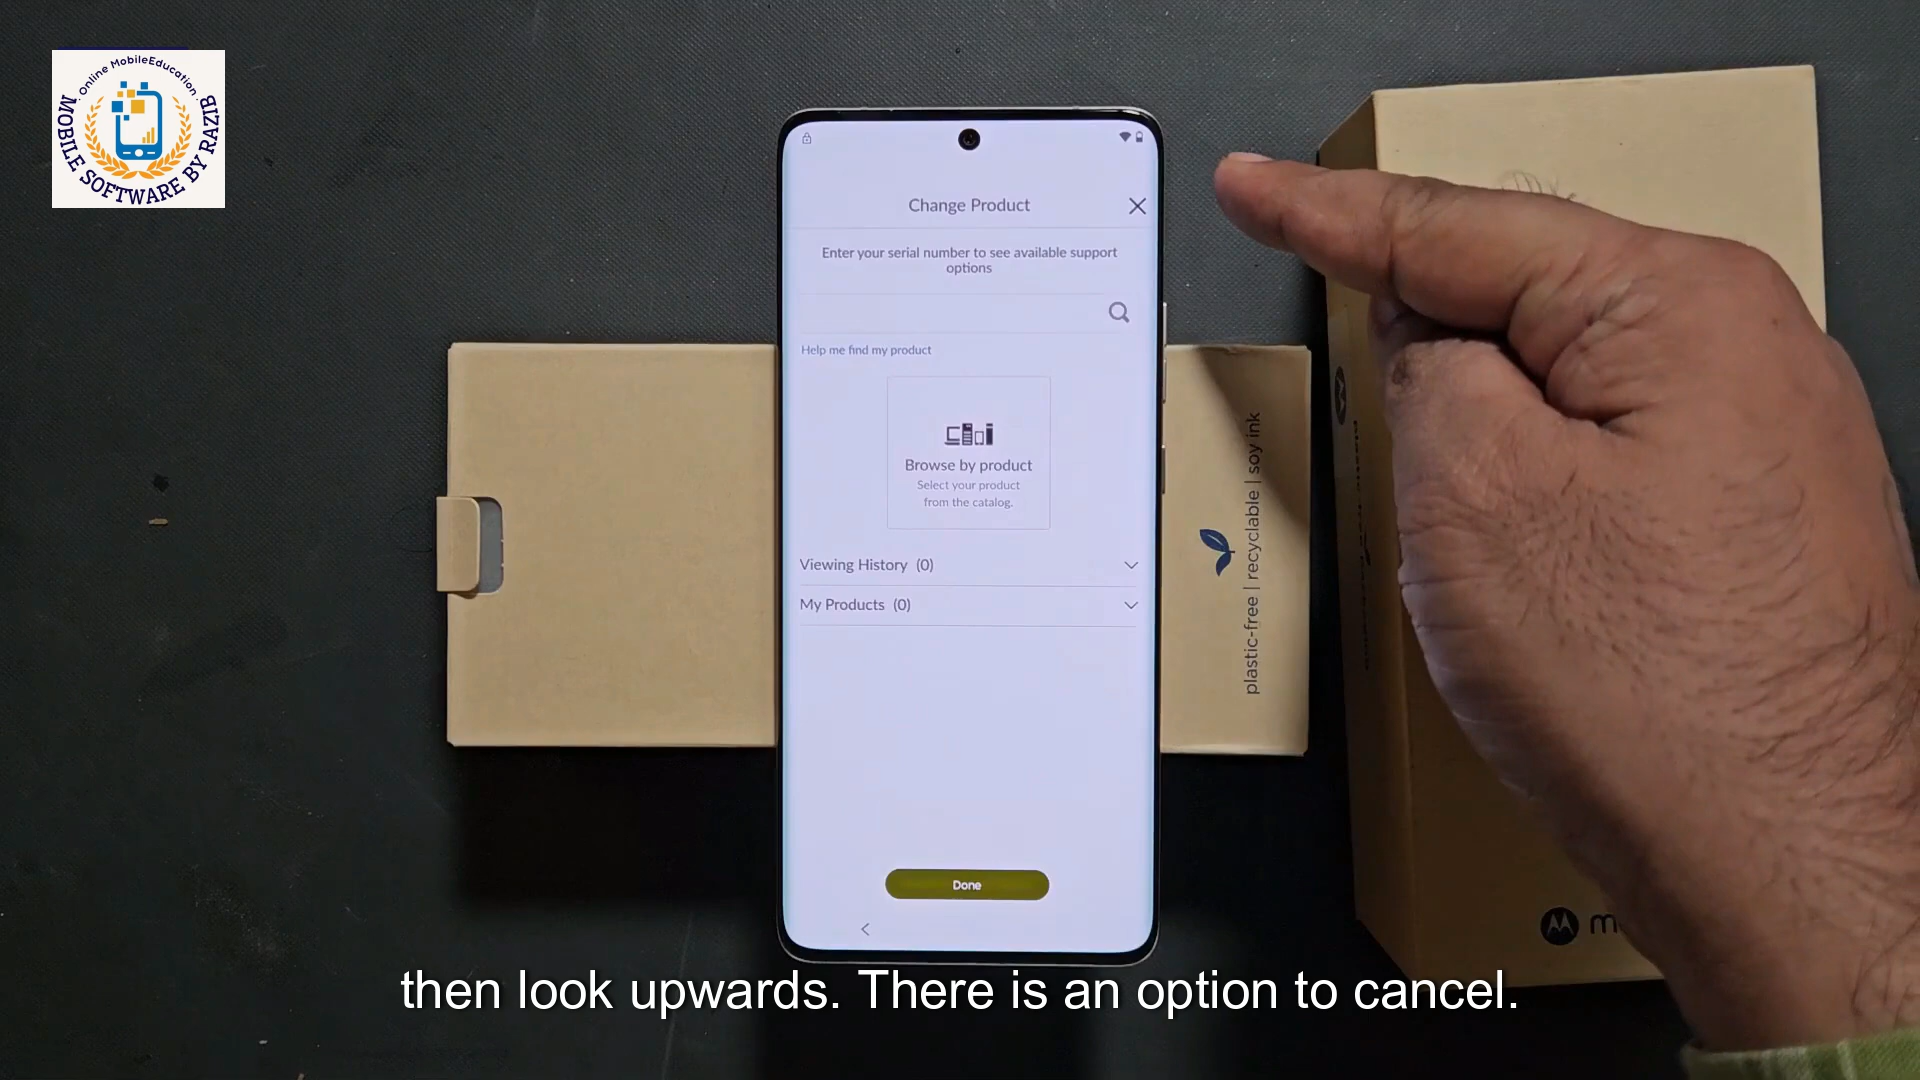 Online MobileEducation
MOBILE SOFTWARE BY RAZIB
Change Product
Enter your serial number to see available support
options
Help me find my product
Browse by product
Select your product
from the catalog.
Viewing History (0)
My Products (0)
Done
plastic-free | recyclable | soy ink
then look upwards. There is an option to cancel.